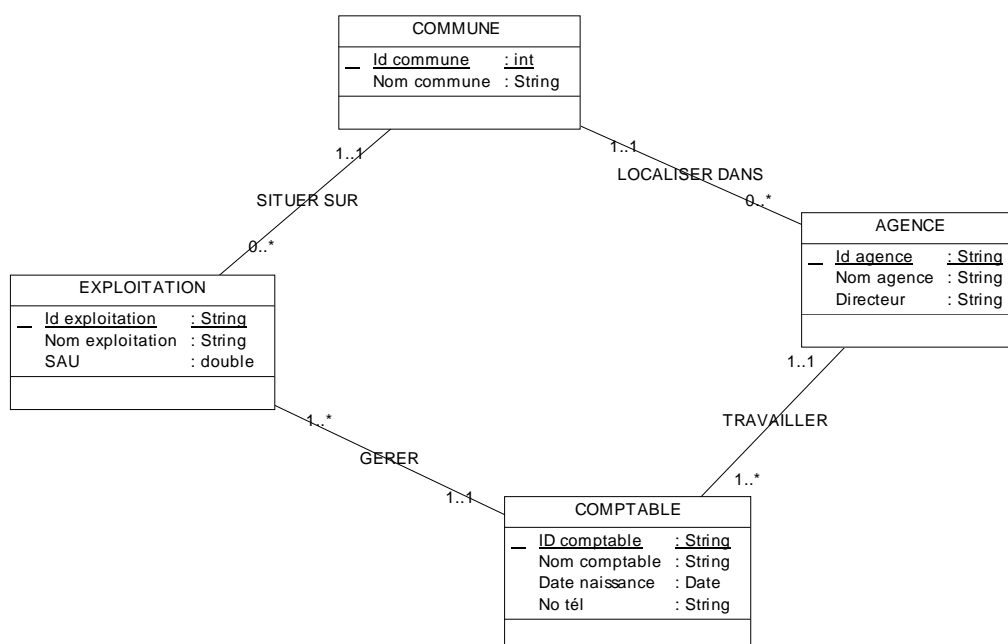 COMMUNE
Id commune : int
Nom commune : String
1..1
1..1
LOCALISER DANS
SITUER SUR
0..*
0..*
AGENCE
Id agence : String
Nom agence : String
Directeur : String
EXPLOITATION
Id exploitation : String
Nom exploitation : String
SAU : double
1..1
1..*
TRAVAILLER
GERER
1..*
1..1
COMPTABLE
ID comptable : String
Nom comptable : String
Date naissance : Date
No tél : String